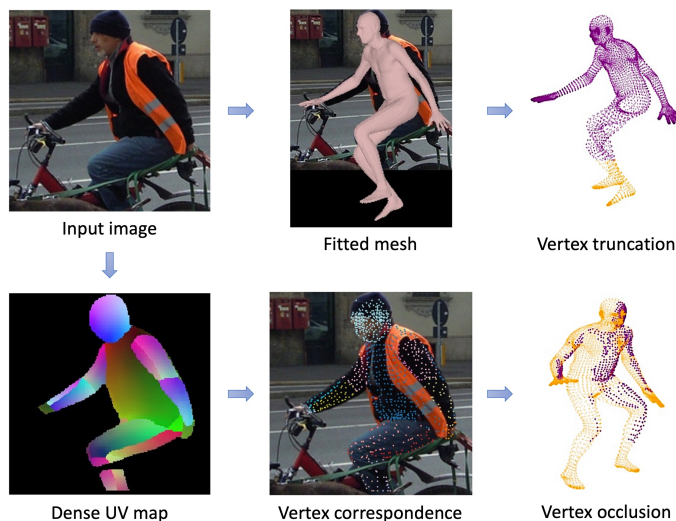 Input image
Fitted mesh
Vertex truncation
Dense UV map
Vertex correspondence
Vertex occlusion